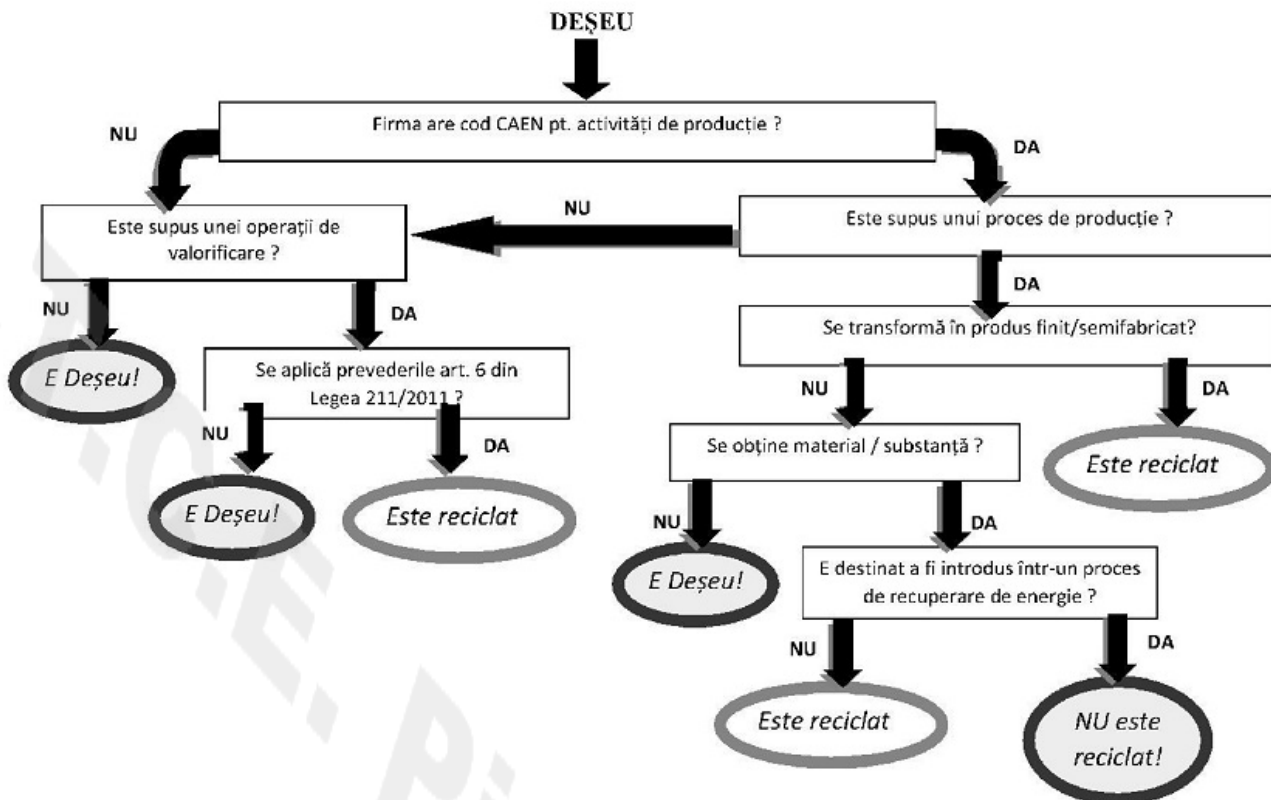 DEȘEU
Firma are cod CAEN pt. activități de producție ?
NU
DA
Este supus unei operații de
valorificare ?
NU
Este supus unui proces de producție ?
NU
DA
DA
E Deșeu!
Se aplică prevederile art. 6 din
Legea 211/2011 ?
Se transformă în produs finit/semifabricat?
NU
DA
NU
DA
E Deșeu!
Este reciclat
Se obține material / substanță ?
Este reciclat
NU
DA
E Deșeu!
E destinat a fi introdus într-un proces
de recuperare de energie ?
NU
DA
Este reciclat
NU este
reciclat!